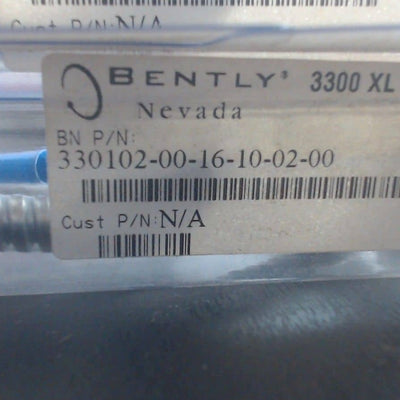 Cust P/N:N/A
BENTLY® 3300 XL
Nevada
BN P/N:
330102-00-16-10-02-00
Cust P/N:N/A